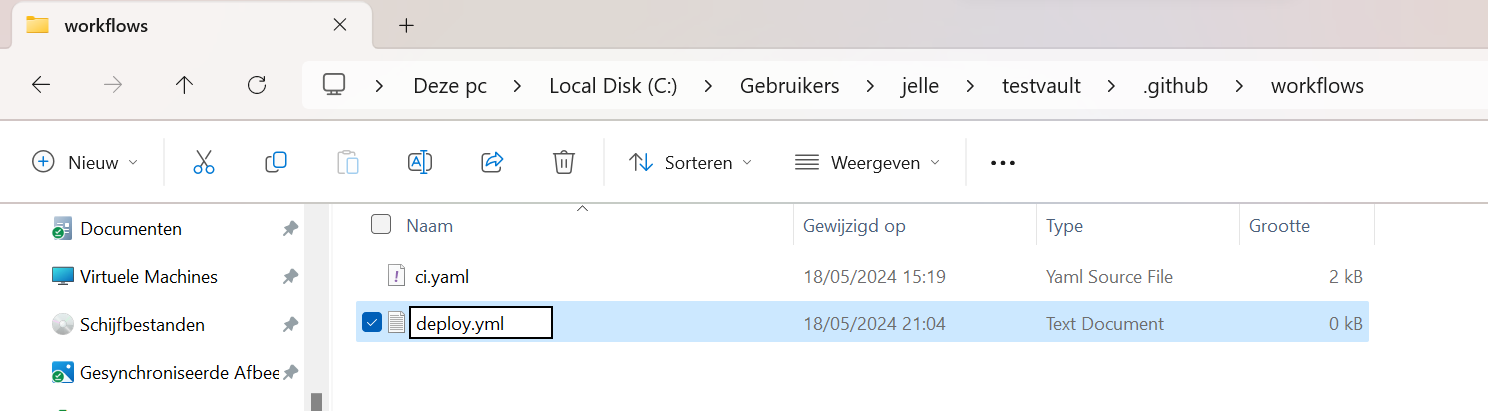 workflows
Deze pc > Local Disk (C:) > Gebruikers > jelle > testvault > .github > workflows
Nieuw Sorteren Weergeven
Naam Gewijzigd op Type Grootte
Documenten
Virtuele Machines
Schijfbestanden
Gesynchroniseerde Afbee
ci.yaml 18/05/2024 15:19 Yaml Source File 2 kB
deploy.yml 18/05/2024 21:04 Text Document 0 kB